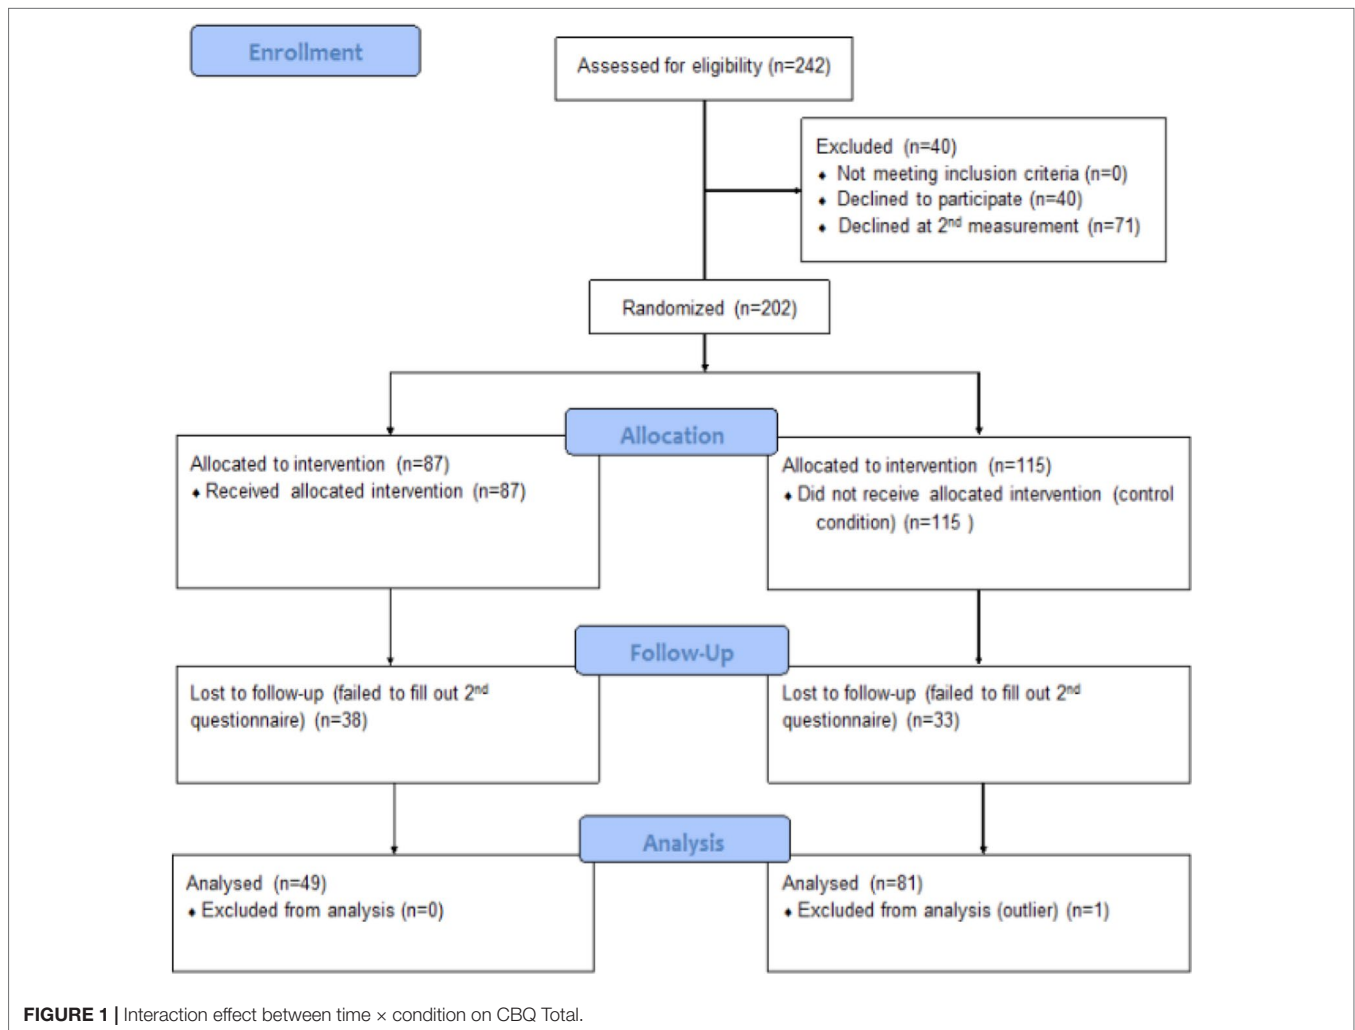 Enrollment
Assessed for eligibility (n=242)
Excluded (n=40)
♦ Not meeting inclusion criteria (n=0)
♦ Declined to participate (n=40)
♦ Declined at 2nd measurement (n=71)
Randomized (n=202)
Allocation
Allocated to intervention (n=87)
♦ Received allocated intervention (n=87)
Allocated to intervention (n=115)
♦ Did not receive allocated intervention (control
condition) (n=115 )
Follow-Up
Lost to follow-up (failed to fill out 2nd
questionnaire) (n=38)
Lost to follow-up (failed to fill out 2nd
questionnaire) (n=33)
Analysis
Analysed (n=49)
♦ Excluded from analysis (n=0)
Analysed (n=81)
♦ Excluded from analysis (outlier) (n=1)
FIGURE 1 | Interaction effect between time × condition on CBQ Total.